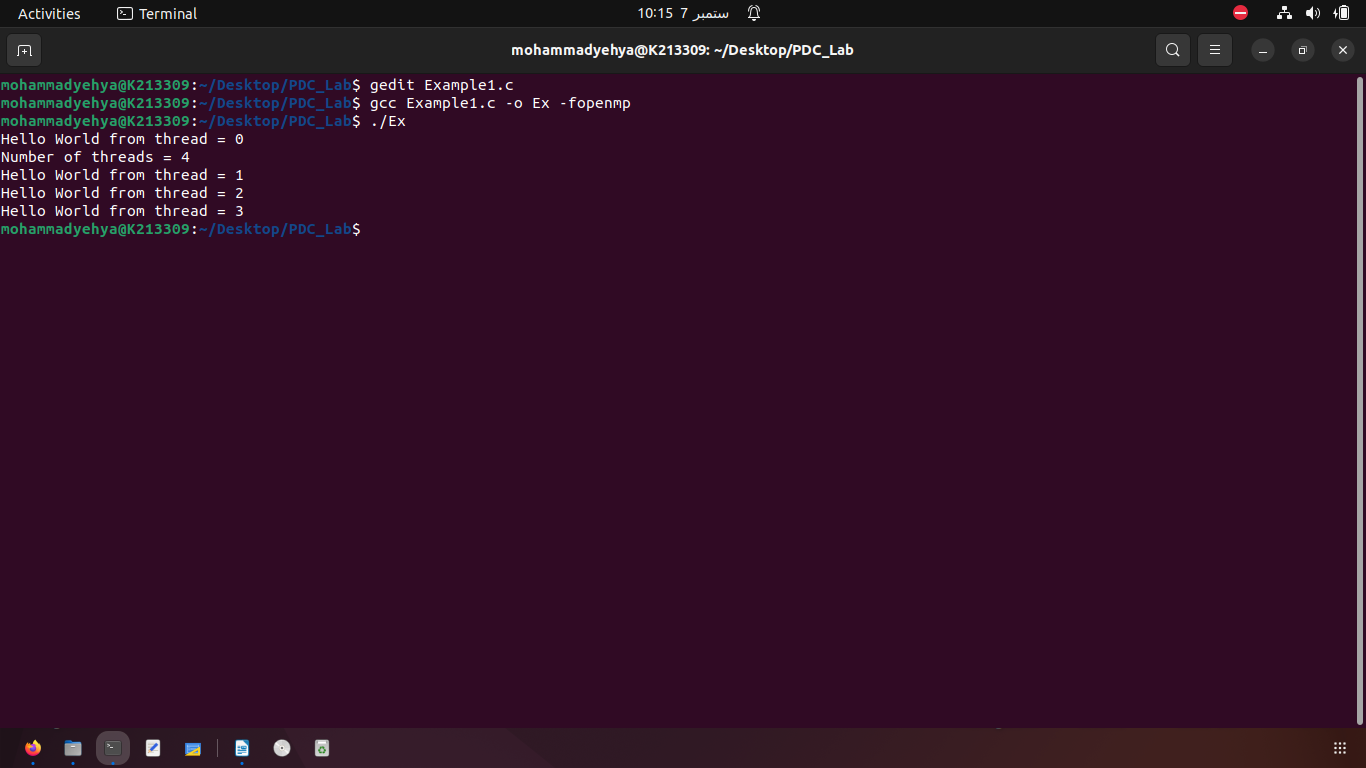 Activities
Terminal
10:15 7 ستمبر
mohammadyehya@K213309: ~/Desktop/PDC_Lab
mohammadyehya@K213309:~/Desktop/PDC_Lab$ gedit Example1.c
mohammadyehya@K213309:~/Desktop/PDC_Lab$ gcc Example1.c -o Ex -fopenmp
mohammadyehya@K213309:~/Desktop/PDC_Lab$ ./Ex
Hello World from thread = 0
Number of threads = 4
Hello World from thread = 1
Hello World from thread = 2
Hello World from thread = 3
mohammadyehya@K213309:~/Desktop/PDC_Lab$